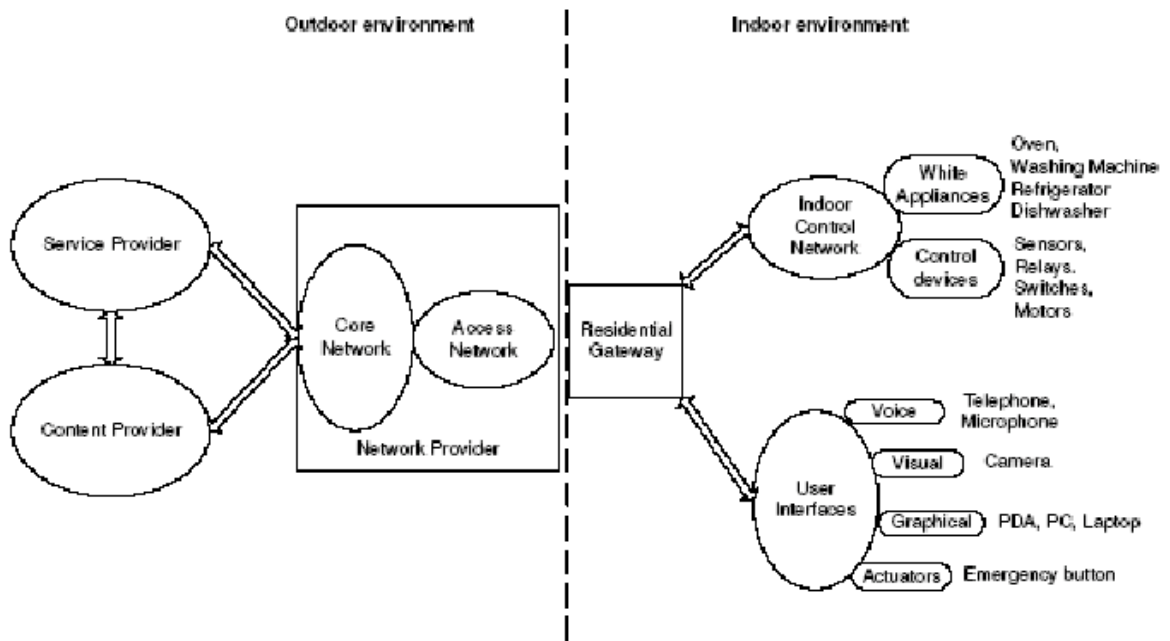 Outdoor environment
Indoor environment
Service Provider
Content Provider
Core
Network
Access
Network
Network Provider
Residential
Gateway
Indoor
Control
Network
White
Appliances
Oven,
Washing Machine
Refrigerator
Dishwasher
Control
devices
Sensors,
Relays.
Switches,
Motors
User
Interfaces
Voice
Telephone,
Microphone
Visual
Camera
Graphical
PDA, PC, Laptop
Actuators
Emergency button